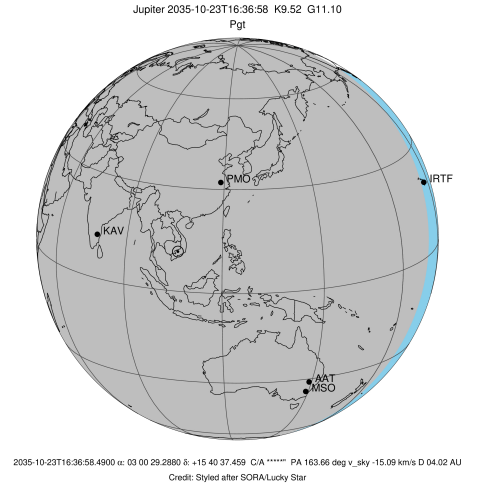 Jupiter 2035-10-23T16:36:58 K9.52 G11.10
Pgt
PMO
IRTF
KAV
AAT
MSO
2035-10-23T16:36:58.4900 α: 03 00 29.2880 δ: +15 40 37.459 C/A *****" PA 163.66 deg v_sky -15.09 km/s D 04.02 AU
Credit: Styled after SORA/Lucky Star